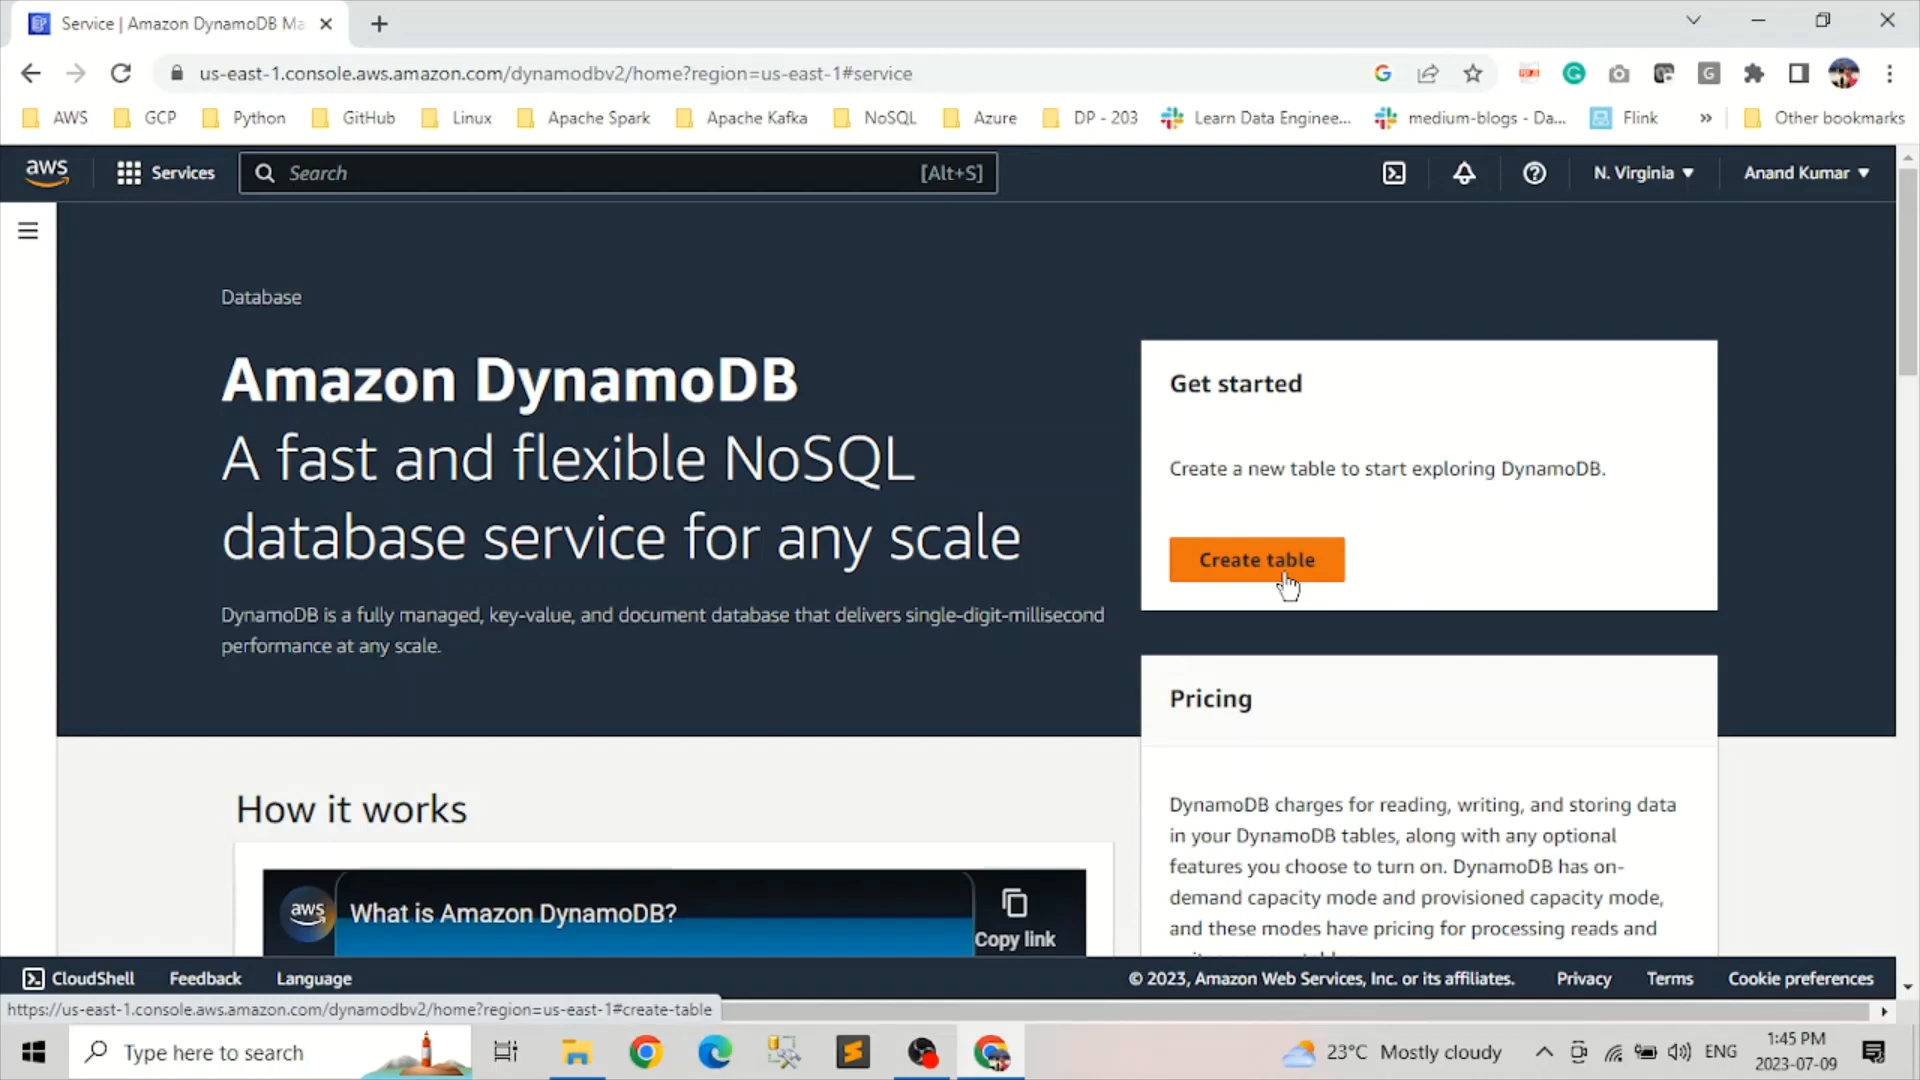 Service | Amazon DynamoDB Ma
us-east-1.console.aws.amazon.com/dynamodbv2/home?region=us-east-1#service
AWS
GCP
Python
GitHub
Linux
Apache Spark
Apache Kafka
NoSQL
Azure
DP - 203
Learn Data Enginee...
medium-blogs - Da...
Flink
»
Other bookmarks
aws
Services
Search
[Alt+S]
N. Virginia
Anand Kumar
Database
Amazon DynamoDB
A fast and flexible NoSQL
database service for any scale
DynamoDB is a fully managed, key-value, and document database that delivers single-digit-millisecond
performance at any scale.
Get started
Create a new table to start exploring DynamoDB.
Create table
Pricing
DynamoDB charges for reading, writing, and storing data
in your DynamoDB tables, along with any optional
features you choose to turn on. DynamoDB has on-
demand capacity mode and provisioned capacity mode,
and these modes have pricing for processing reads and
How it works
aws
What is Amazon DynamoDB?
Copy link
CloudShell
Feedback
Language
© 2023, Amazon Web Services, Inc. or its affiliates.
Privacy
Terms
Cookie preferences
https://us-east-1.console.aws.amazon.com/dynamodbv2/home?region=us-east-1#create-table
Type here to search
23°C Mostly cloudy
ENG
1:45 PM
2023-07-09